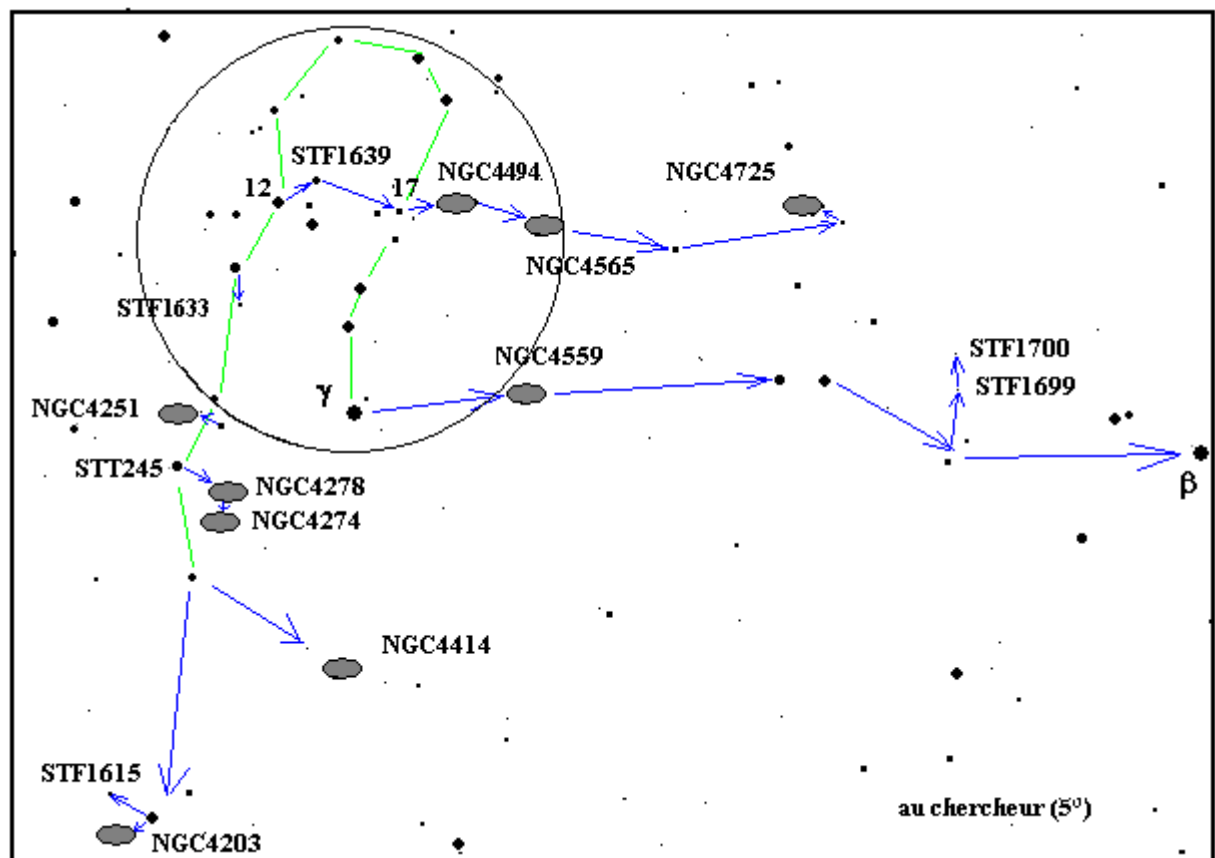 STF1639
12
17
NGC4494
NGC4725
NGC4565
STF1633
NGC4559
STF1700
STF1699
γ
NGC4251
STT245
NGC4278
NGC4274
β
NGC4414
STF1615
au chercheur (5°)
NGC4203